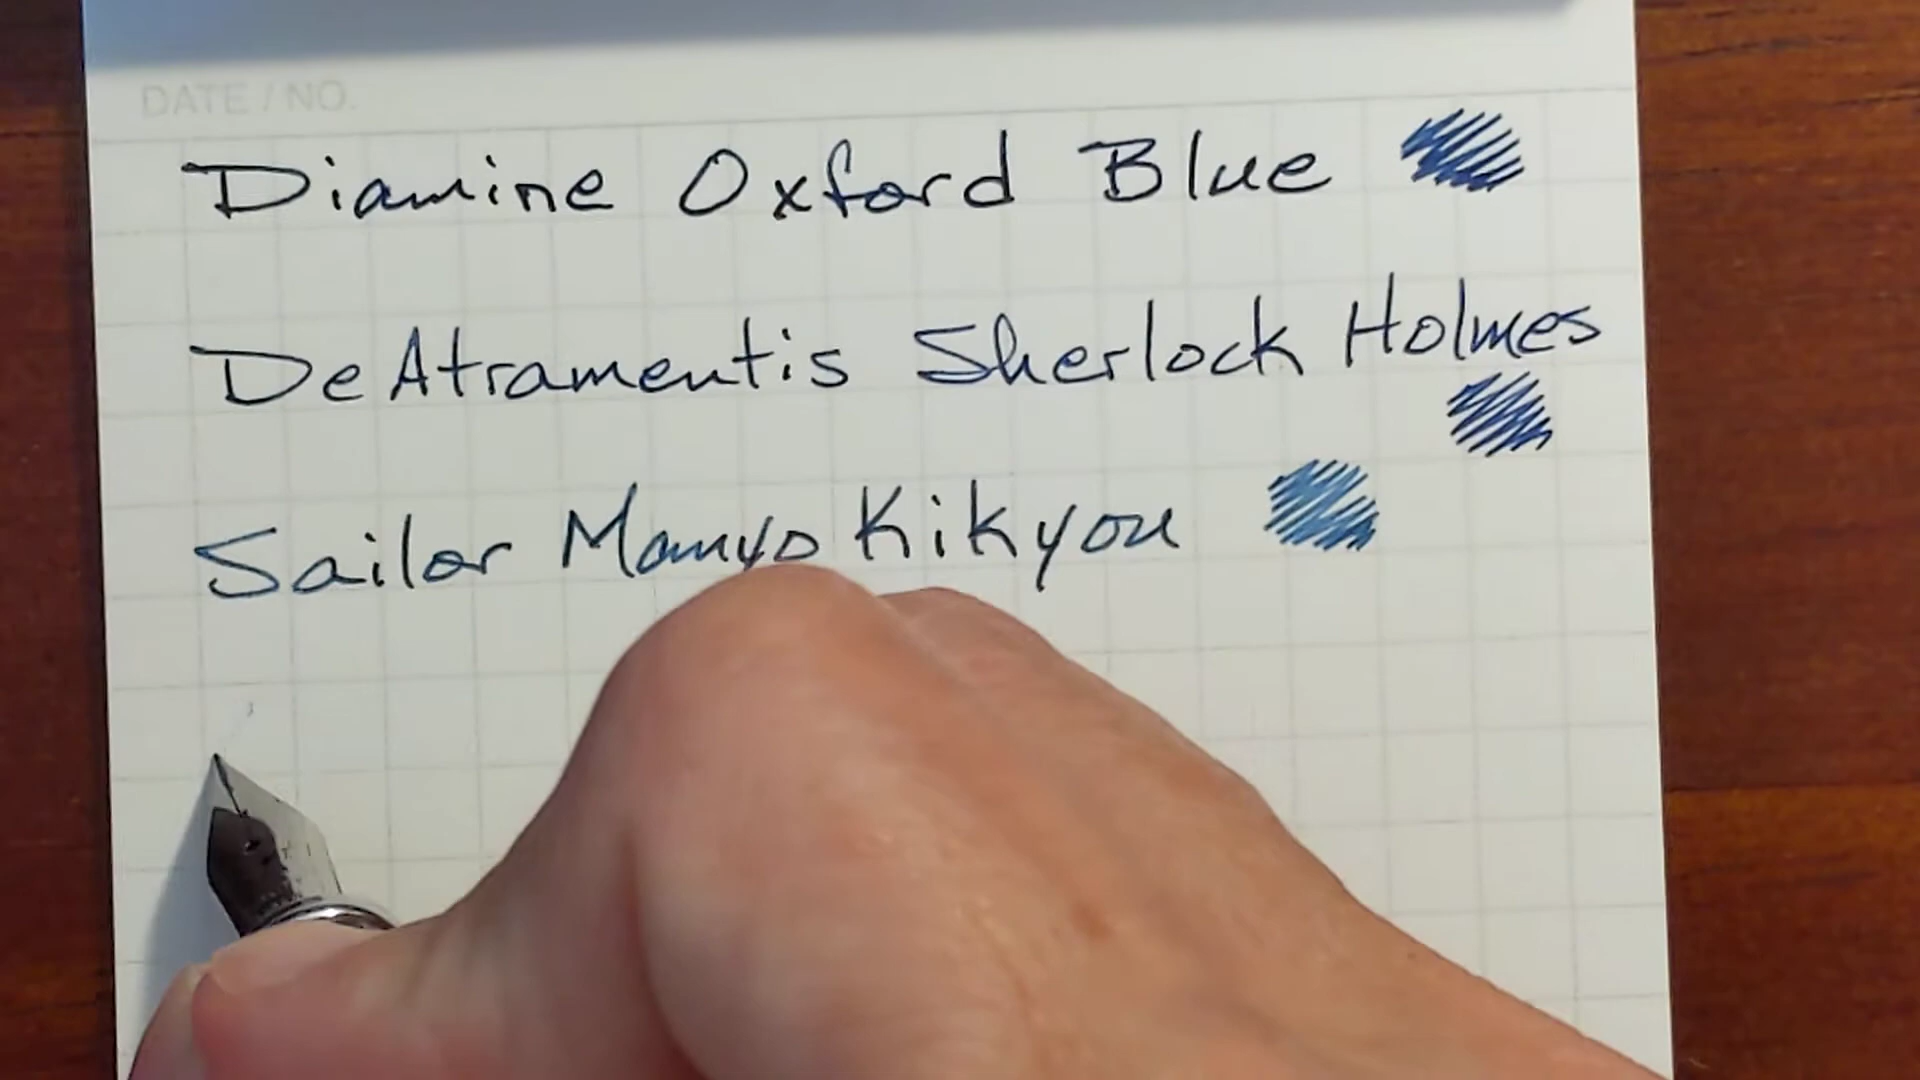 DATE / NO.
Diamine Oxford Blue
DeAtramentis Sherlock Holmes
Sailor Manyo Kikyou